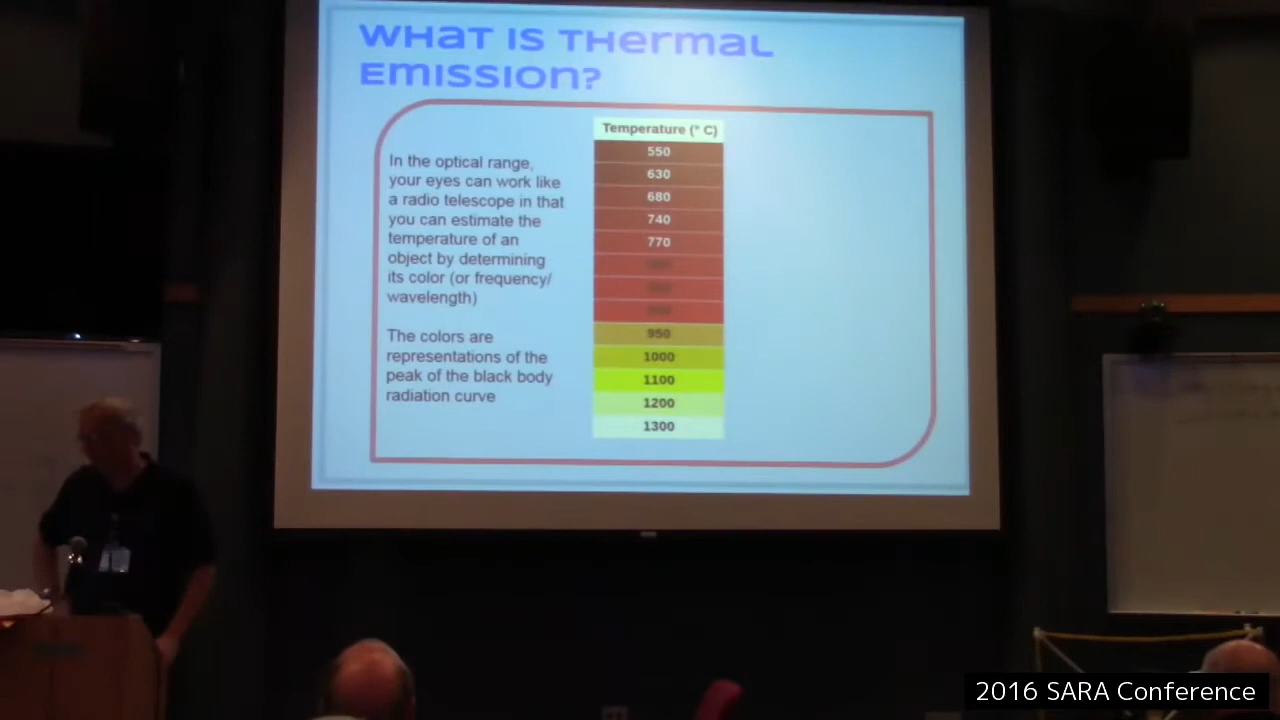 WHaT IS THermaL
EmISSIon?
Temperature (° C)
550
630
680
740
770
950
1000
1100
1200
1300
In the optical range,
your eyes can work like
a radio telescope in that
you can estimate the
temperature of an
object by determining
its color (or frequency/
wavelength)
The colors are
representations of the
peak of the black body
radiation curve
2016 SARA Conference